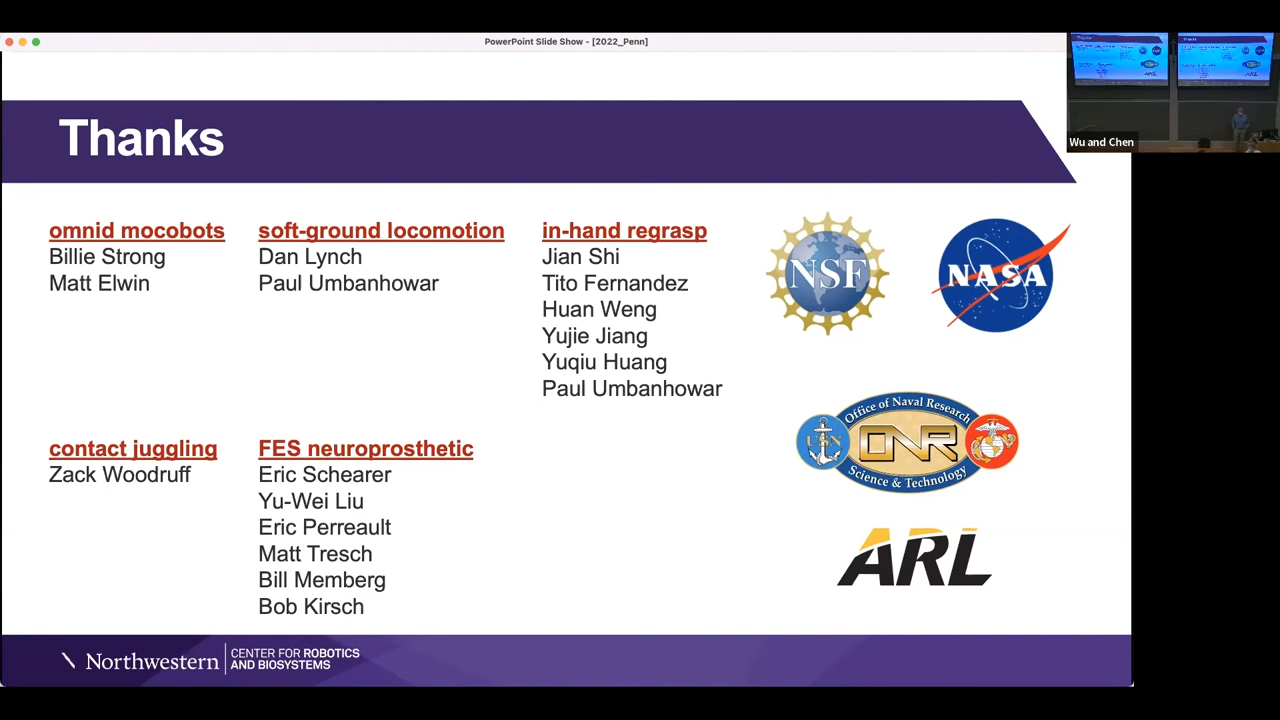 PowerPoint Slide Show - [2022_Penn]
Thanks
Wu and Chen
omnid mocobots
Billie Strong
Matt Elwin
soft-ground locomotion
Dan Lynch
Paul Umbanhowar
in-hand regrasp
Jian Shi
Tito Fernandez
Huan Weng
Yujie Jiang
Yuqiu Huang
Paul Umbanhowar
NSF
NASA
contact juggling
Zack Woodruff
FES neuroprosthetic
Eric Schearer
Yu-Wei Liu
Eric Perreault
Matt Tresch
Bill Memberg
Bob Kirsch
Office of Naval Research
USN
ONR
Science & Technology
ARL
Northwestern
CENTER FOR ROBOTICS
AND BIOSYSTEMS